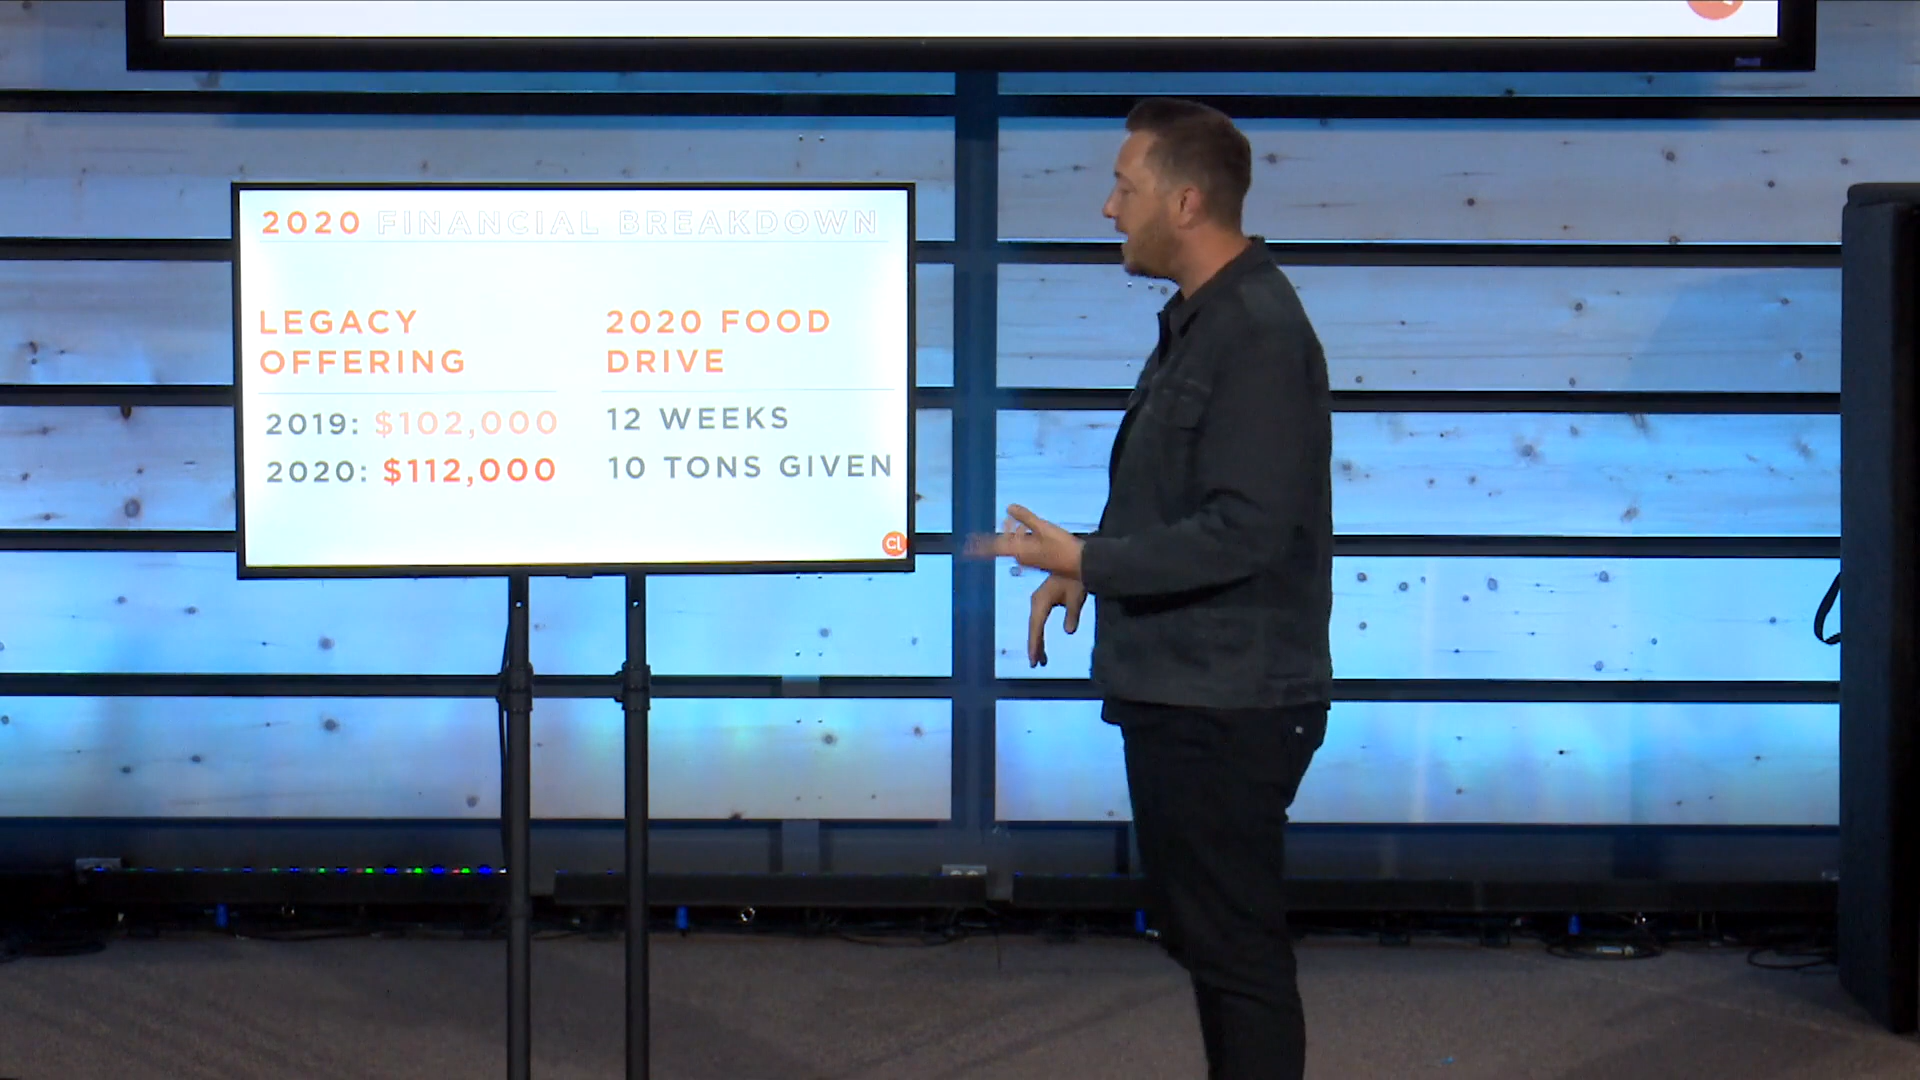 2020 FINANCIAL BREAKDOWN
LEGACY
OFFERING
2019: $102,000
2020: $112,000
2020 FOOD
DRIVE
12 WEEKS
10 TONS GIVEN
CL